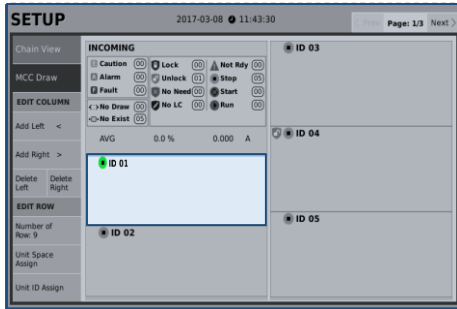 SETUP
2017-03-08 11:43:30
< Prev Page: 1/3 Next >
Chain View
MCC Draw
EDIT COLUMN
Add Left <
Add Right >
Delete Left
Delete Right
EDIT ROW
Number of
Row: 9
Unit Space
Assign
Unit ID Assign
INCOMING
Caution 00 Lock 00 Not Rdy 00
Alarm 00 Unlock 01 Stop 05
Fault 00 No Need 00 Start 00
<>No Draw 00 No LC 00 Run 00
No Exist 05
AVG 0.0 % 0.000 A
ID 01
ID 02
ID 03
ID 04
ID 05